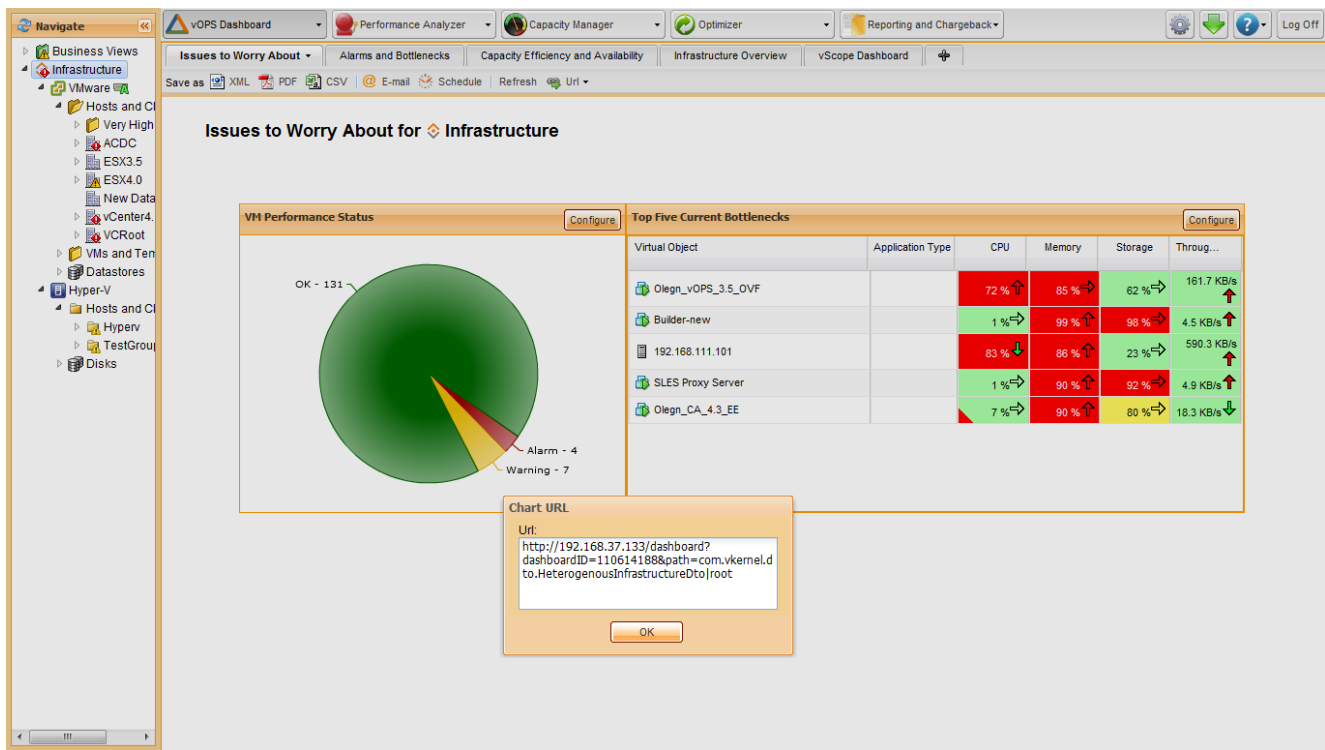 Navigate
Business Views
Infrastructure
VMware
Hosts and Cl
Very High
ACDC
ESX3.5
ESX4.0
New Data
vCenter4.
VCRoot
VMs and Tem
Datastores
Hyper-V
Hosts and Cl
Hyperv
TestGroup
Disks
vOPS Dashboard Performance Analyzer Capacity Manager Optimizer Reporting and Chargeback Log Off
Issues to Worry About Alarms and Bottlenecks Capacity Efficiency and Availability Infrastructure Overview vScope Dashboard
Save as XML PDF CSV @ E-mail Schedule Refresh Url
Issues to Worry About for Infrastructure
VM Performance Status Configure
OK - 131
Alarm - 4
Warning - 7
Top Five Current Bottlenecks Configure
Virtual Object Application Type CPU Memory Storage Throug...
Olegn_vOPS_3.5_OVF 72 % 85 % 62 % 161.7 KB/s
Builder-new 1 % 99 % 98 % 4.5 KB/s
192.168.111.101 83 % 86 % 23 % 590.3 KB/s
SLES Proxy Server 1 % 90 % 92 % 4.9 KB/s
Olegn_CA_4.3_EE 7 % 90 % 80 % 18.3 KB/s
Chart URL
Url:
http://192.168.37.133/dashboard?
dashboardID=110614188&path=com.vkernel.d
to.HeterogenousInfrastructureDto|root
OK